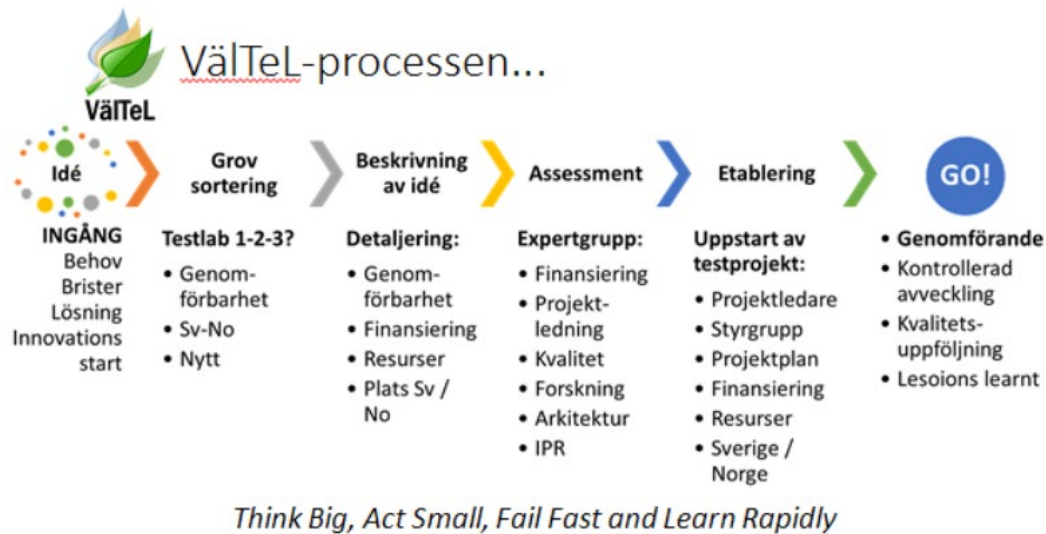 VälTeL-processen...
VälTeL
Idé
INGÅNG
Behov
Brister
Lösning
Innovations
start
Grov
sortering
Testlab 1-2-3?
• Genom-
förbarhet
• Sv-No
• Nytt
Beskrivning
av idé
Detaljering:
• Genom-
förbarhet
• Finansiering
• Resurser
• Plats Sv /
No
Assessment
Expertgrupp:
• Finansiering
• Projekt-
ledning
• Kvalitet
• Forskning
• Arkitektur
• IPR
Etablering
Uppstart av
testprojekt:
• Projektledare
• Styrgrupp
• Projektplan
• Finansiering
• Resurser
• Sverige /
Norge
GO!
• Genomförande
• Kontrollerad
avveckling
• Kvalitets-
uppföljning
• Lesoions learnt
Think Big, Act Small, Fail Fast and Learn Rapidly